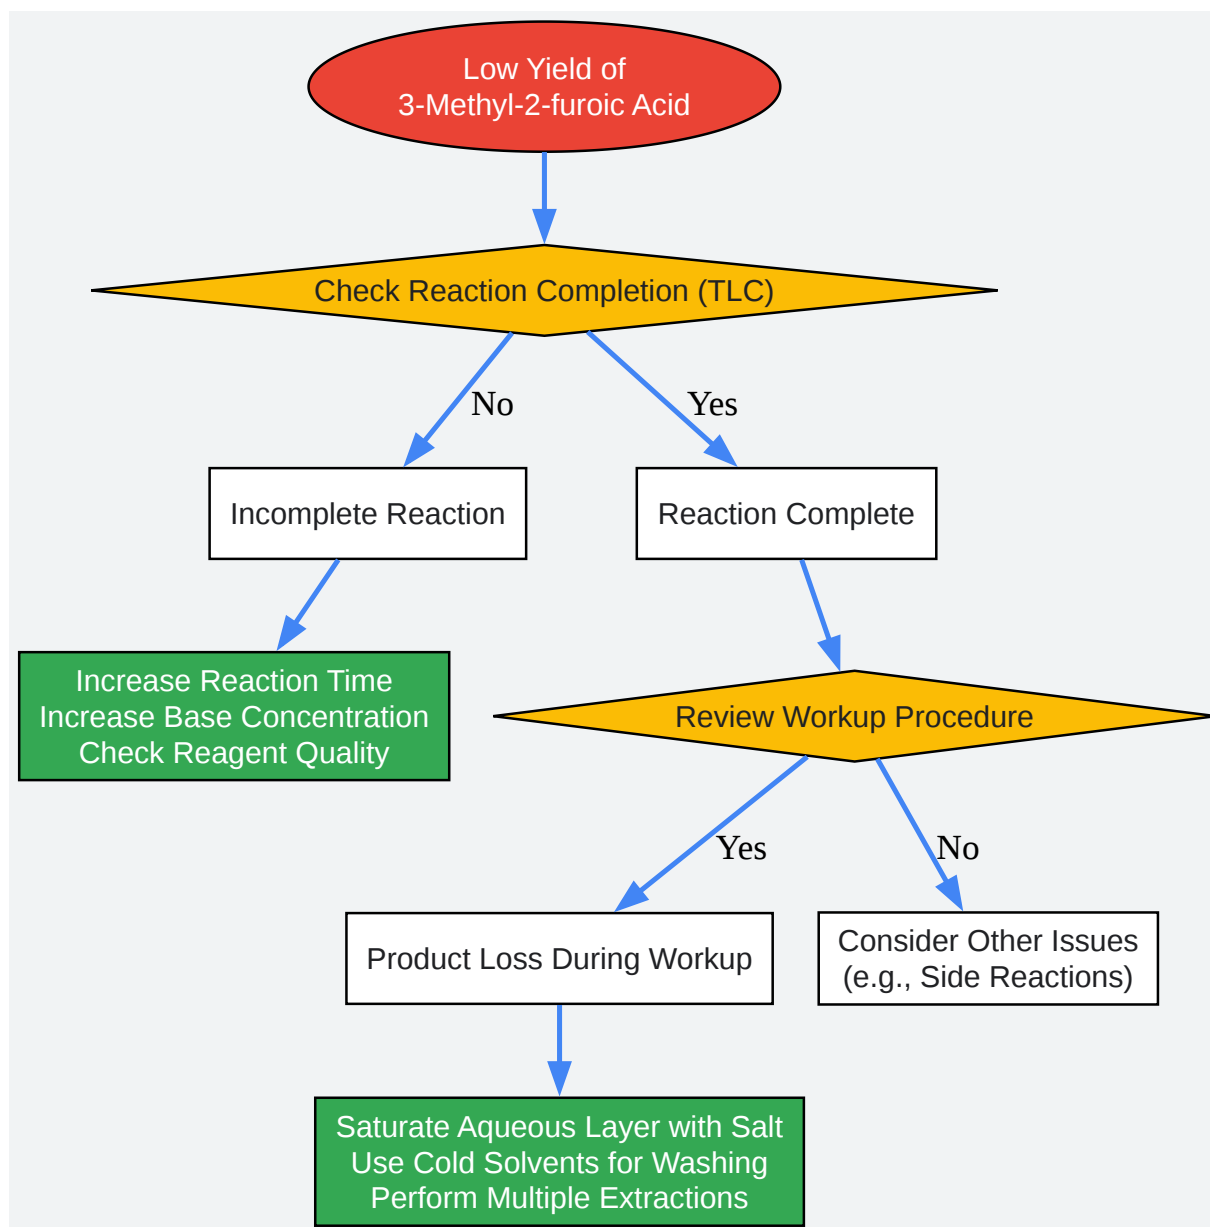 Low Yield of
3-Methyl-2-furoic Acid
Check Reaction Completion (TLC)
No
Yes
Incomplete Reaction
Reaction Complete
Increase Reaction Time
Increase Base Concentration
Check Reagent Quality
Review Workup Procedure
Yes
No
Product Loss During Workup
Consider Other Issues
(e.g., Side Reactions)
Saturate Aqueous Layer with Salt
Use Cold Solvents for Washing
Perform Multiple Extractions